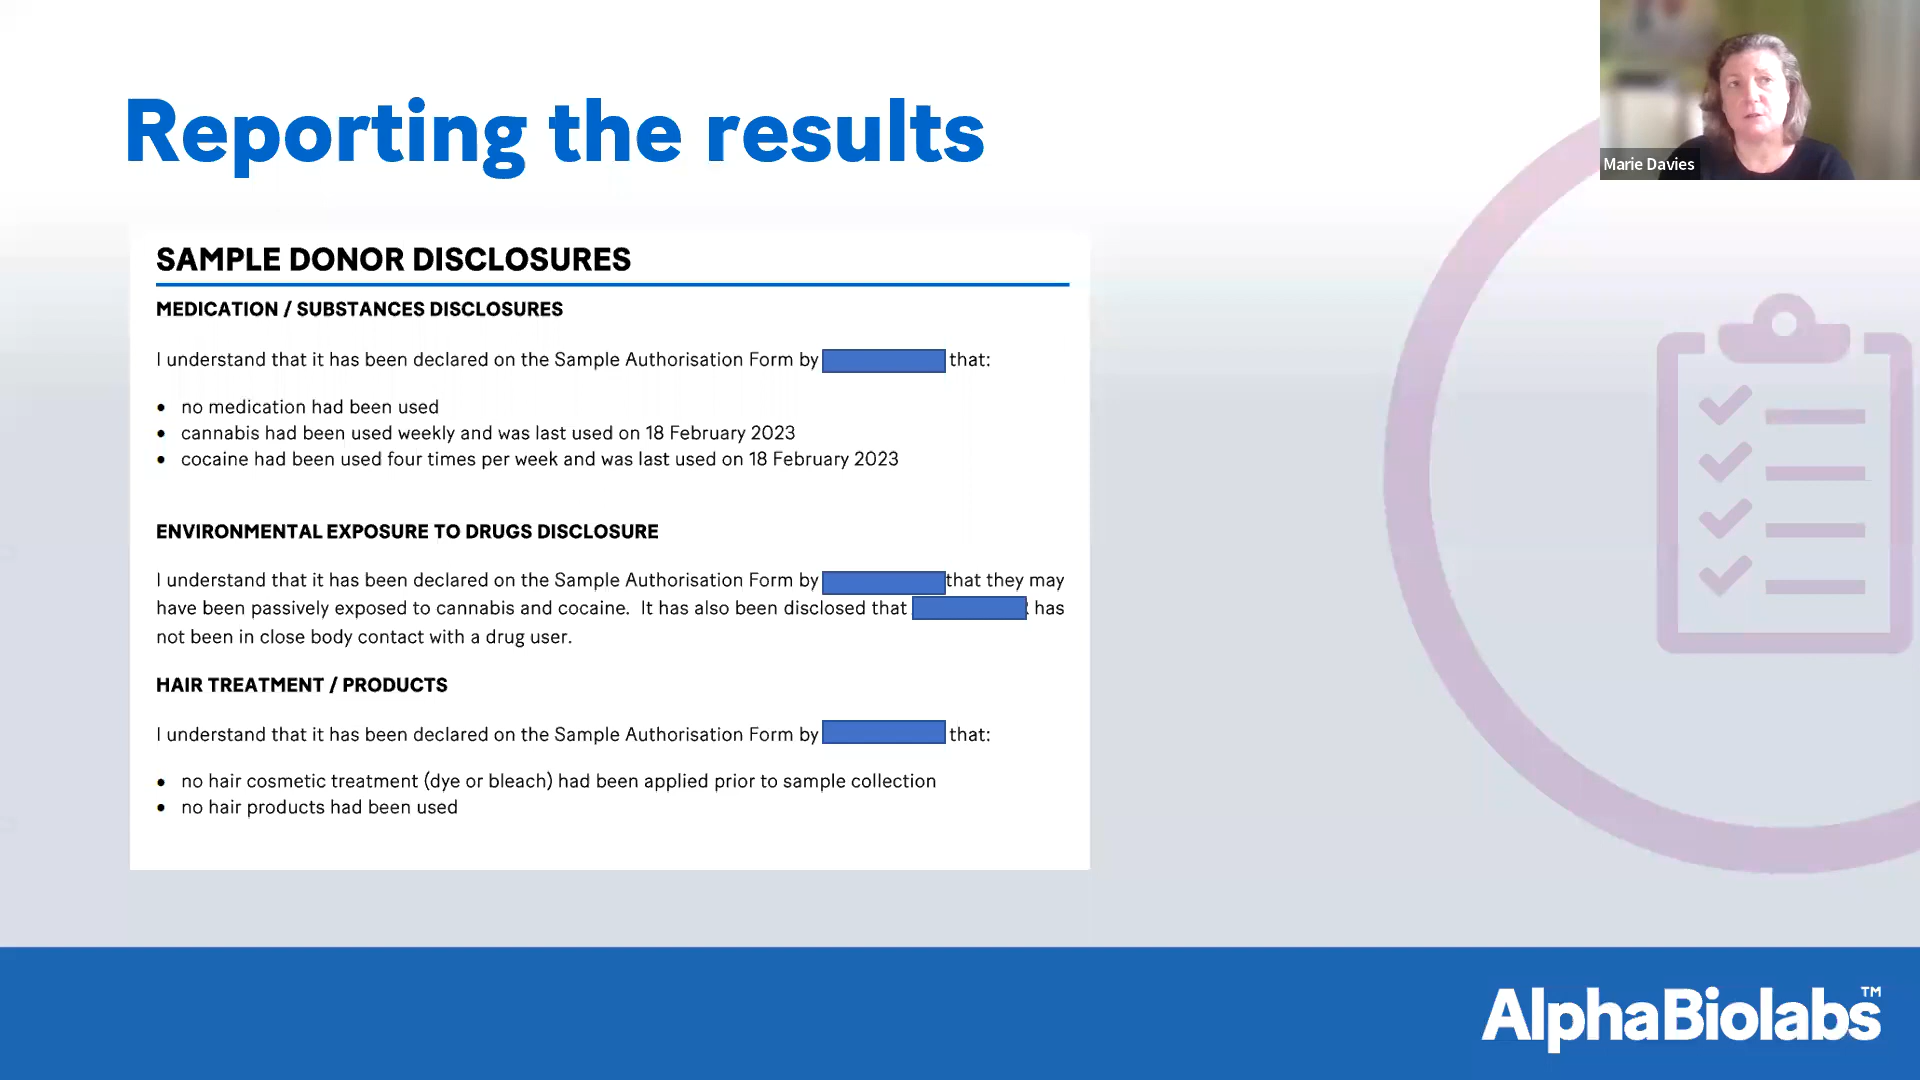 Reporting the results
Marie Davies
SAMPLE DONOR DISCLOSURES
MEDICATION / SUBSTANCES DISCLOSURES
I understand that it has been declared on the Sample Authorisation Form by that:
• no medication had been used
• cannabis had been used weekly and was last used on 18 February 2023
• cocaine had been used four times per week and was last used on 18 February 2023
ENVIRONMENTAL EXPOSURE TO DRUGS DISCLOSURE
I understand that it has been declared on the Sample Authorisation Form by that they may
have been passively exposed to cannabis and cocaine. It has also been disclosed that has
not been in close body contact with a drug user.
HAIR TREATMENT / PRODUCTS
I understand that it has been declared on the Sample Authorisation Form by that:
• no hair cosmetic treatment (dye or bleach) had been applied prior to sample collection
• no hair products had been used
AlphaBiolabs™